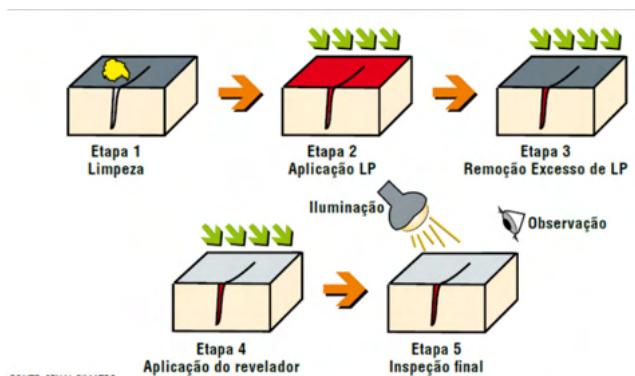 Etapa 1
Limpeza
Etapa 2
Aplicação LP
Etapa 3
Remoção Excesso de LP
Iluminação
Observação
Etapa 4
Aplicação do revelador
Etapa 5
Inspeção final